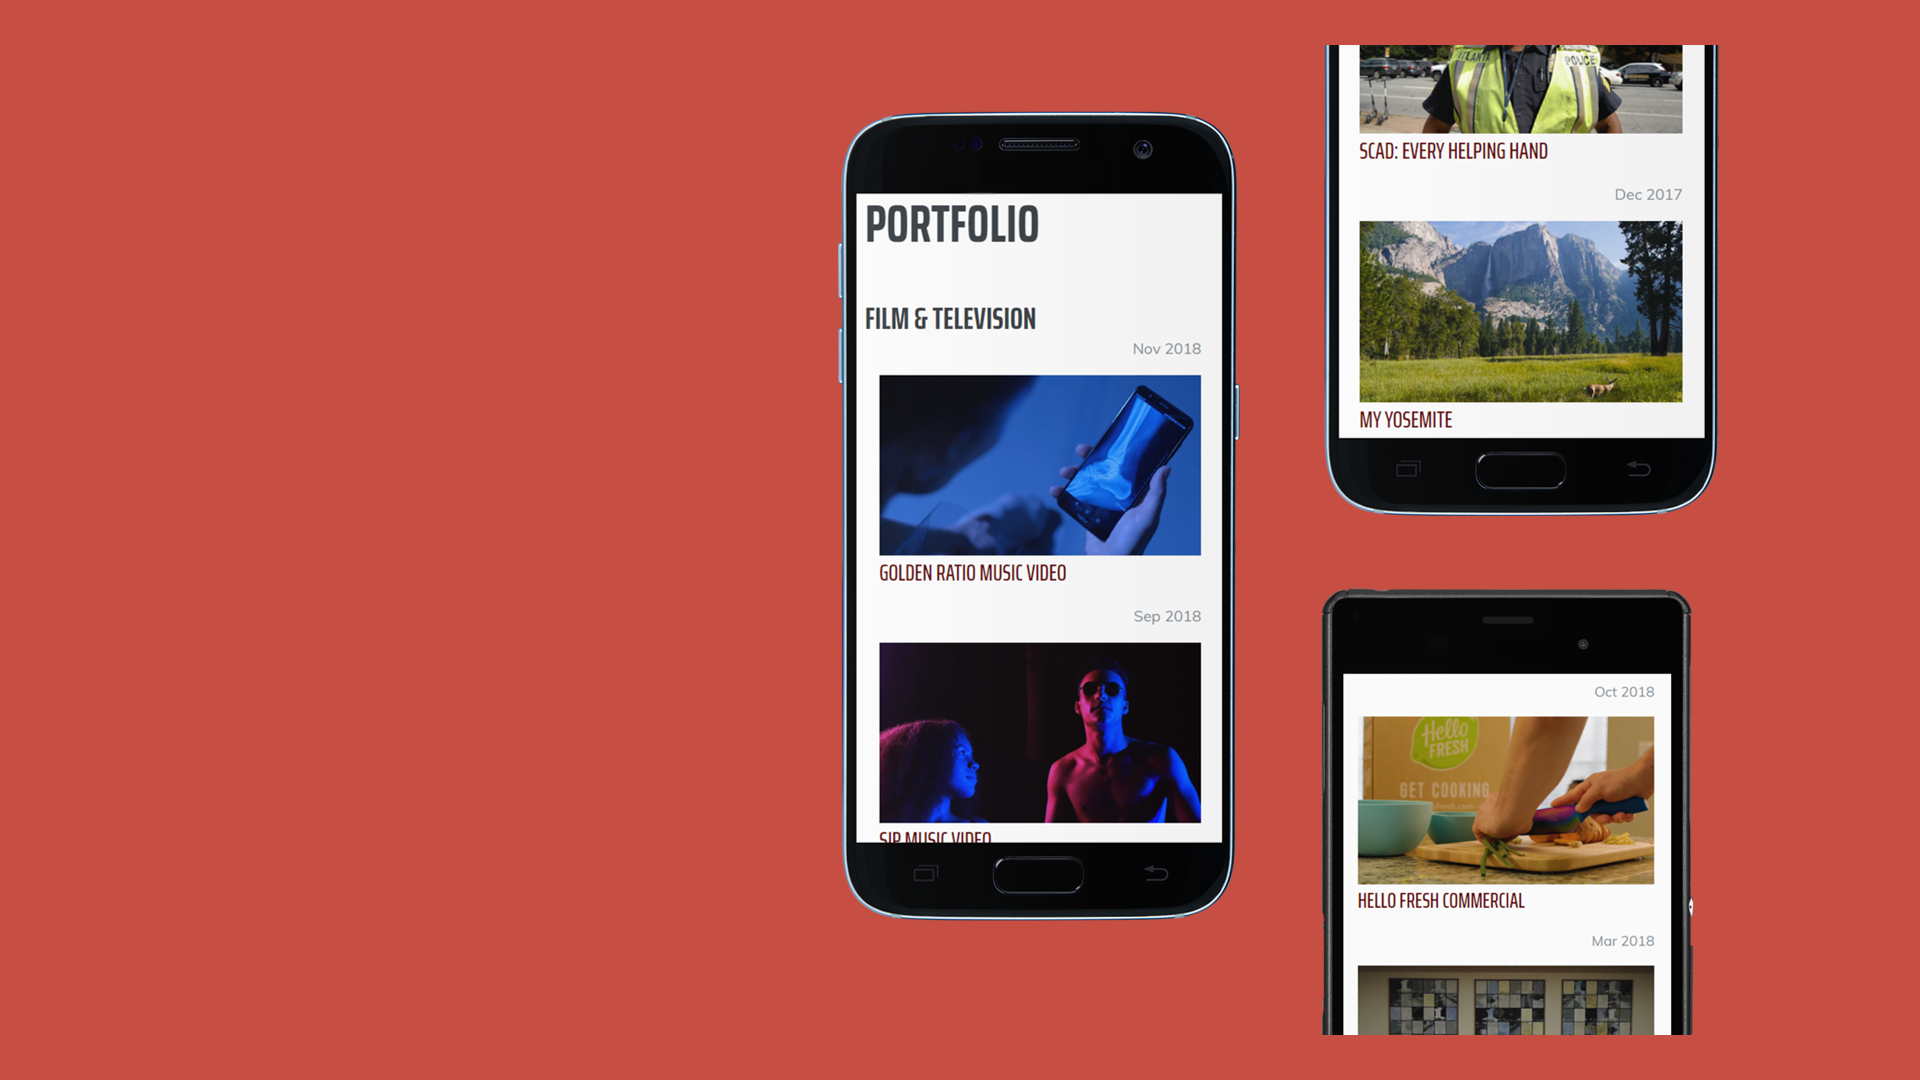 PORTFOLIO
FILM & TELEVISION
Nov 2018
GOLDEN RATIO MUSIC VIDEO
Sep 2018
SIP MUSIC VIDEO
ATLANTA
POLICE
SCAD: EVERY HELPING HAND
Dec 2017
MY YOSEMITE
Oct 2018
Hello
FRESH
GET COOKING
HELLO FRESH COMMERCIAL
Mar 2018